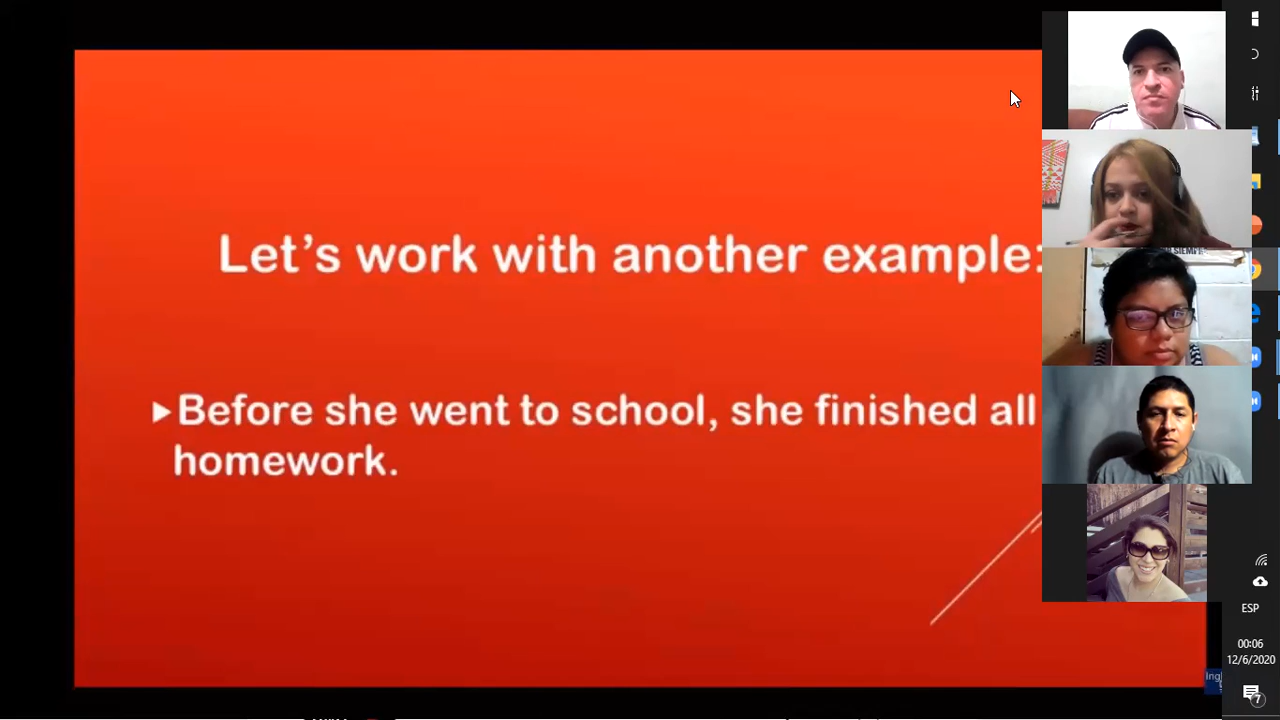 Let's work with another example:
Before she went to school, she finished all
homework.
ESP
00:06
12/6/2020
7